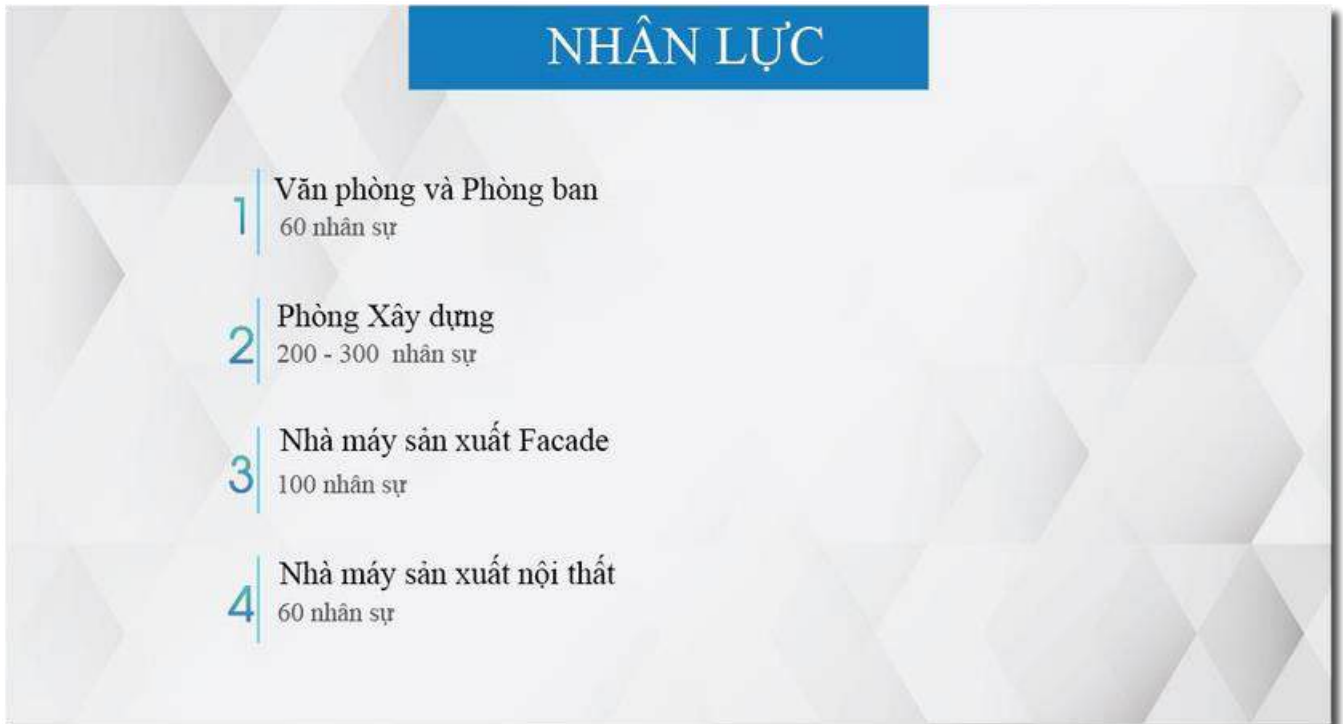 NHÂN LỰC
1
Văn phòng và Phòng ban
60 nhân sự
2
Phòng Xây dựng
200 - 300 nhân sự
3
Nhà máy sản xuất Facade
100 nhân sự
4
Nhà máy sản xuất nội thất
60 nhân sự